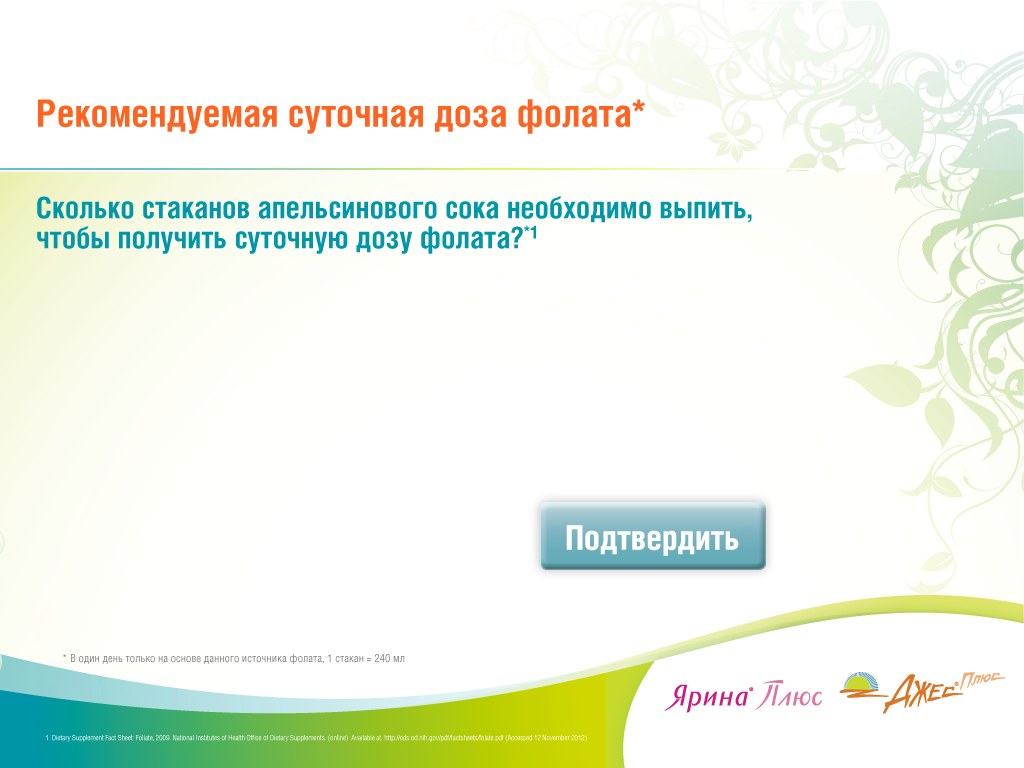 Рекомендуемая суточная доза фолата*
Сколько стаканов апельсинового сока необходимо выпить,
чтобы получить суточную дозу фолата?*1
Подтвердить
* В один день только на основе данного источника фолата, 1 стакан = 240 мл
Ярина® Плюс
Джес® Плюс
1. Dietary Supplement Fact Sheet: Foliate, 2009. National Institutes of Health Office of Dietary Supplements. (online). Available at: http://ods.od.nih.gov/pdf/factsheets/folate.pdf (Accessed 12 November 2012)